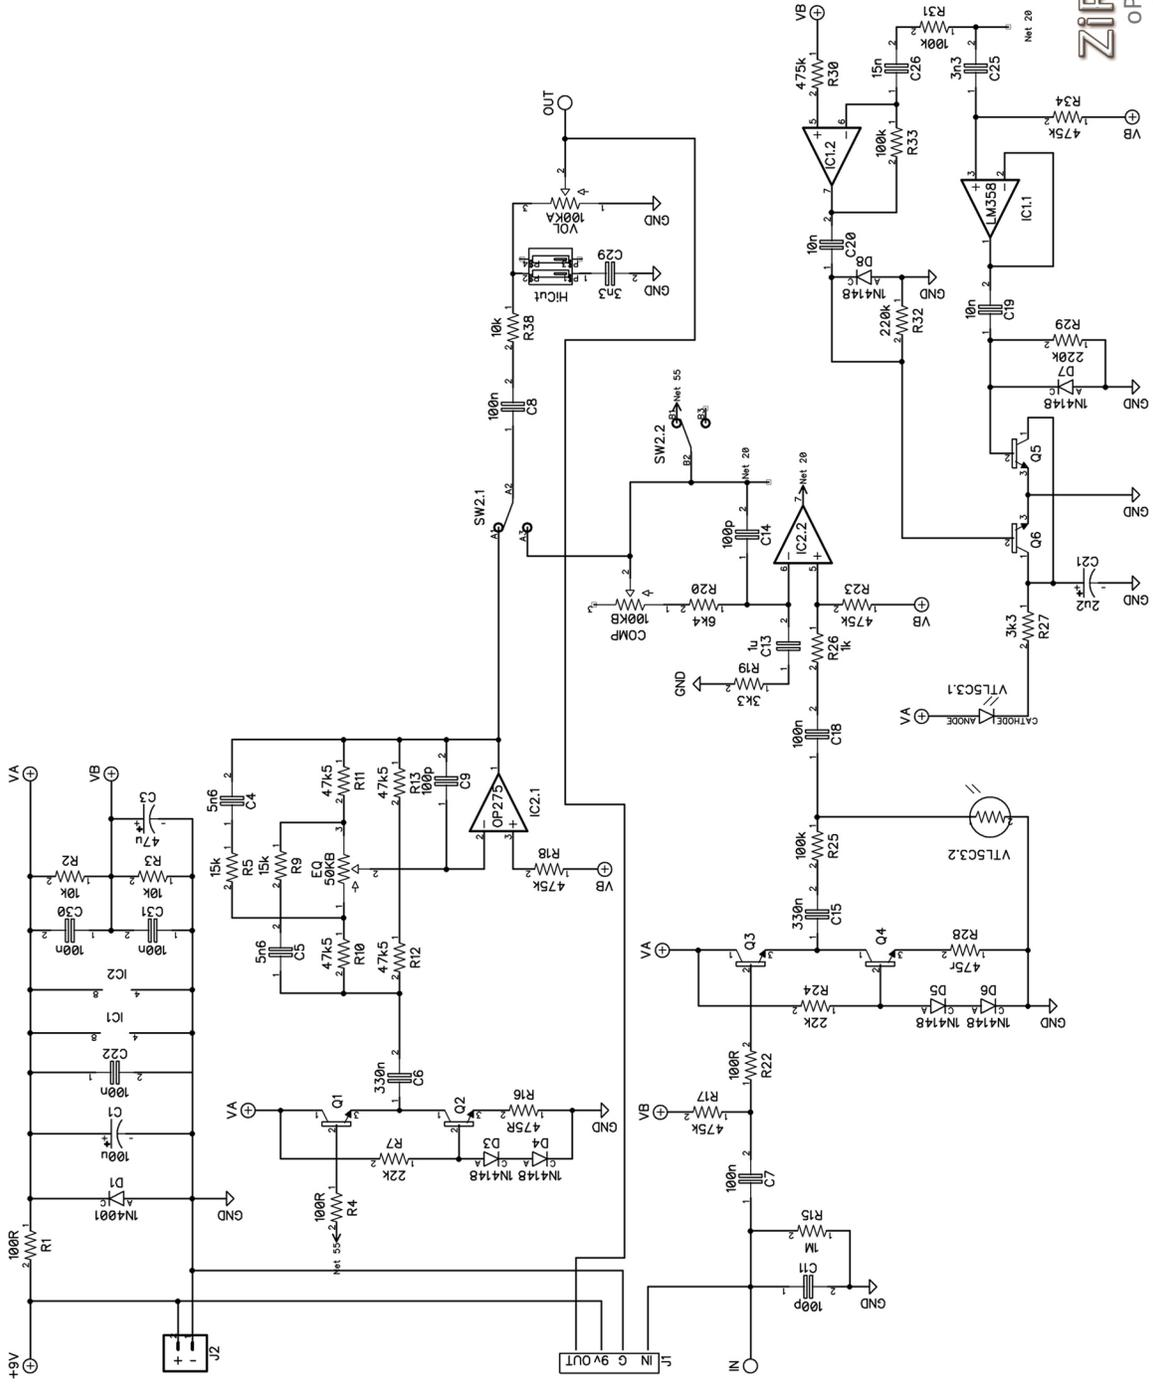 +9V
100R
R1
VA
VB
1N4001
D1
C
A
GND
100u
C1
100n
C22
IC1
8
4
IC2
8
4
C30
100n
C31
100n
R2
10k
R3
10k
C3
47u
J2
+
-
J1
OUT
9v
G
IN
Net 55
100R
R4
Q1
VA
R7
22k
Q2
D3
1N4148
D4
1N4148
R16
475R
GND
330n
C6
5n6
C5
47k5
R10
47k5
R12
15k
R5
15k
R9
5n6
C4
EQ
50KB
47k5
R11
47k5
R13
100p
C9
OP275
IC2.1
R18
475k
VB
SW2.1
A1
A2
A3
100n
C8
10k
R38
HiCut
C29
3n3
GND
VOL
100KA
GND
OUT
SW2.2
B1
B2
B3
Net 55
Net 20
COMP
100KB
R20
6k4
100p
C14
IC2.2
Net 20
1u
C13
R19
3k3
GND
R26
1k
R23
475k
VB
100n
C18
100k
R25
330n
C15
VTL5C3.2
VA
Q3
Q4
R24
22k
R28
475r
D5
1N4148
D6
1N4148
GND
100R
R22
VB
R17
475k
100n
C7
R15
1M
C11
100p
GND
IN
VA
ANODE
CATHODE
VTL5C3.1
3k3
R27
C21
2u2
GND
Q6
Q5
GND
D7
1N4148
R29
220k
GND
10n
C19
LM358
IC1.1
R34
475k
VB
3n3
C25
15n
C26
R31
100k
Net 20
100k
R33
IC1.2
475k
R30
VB
10n
C20
D8
1N4148
220k
R32
GND